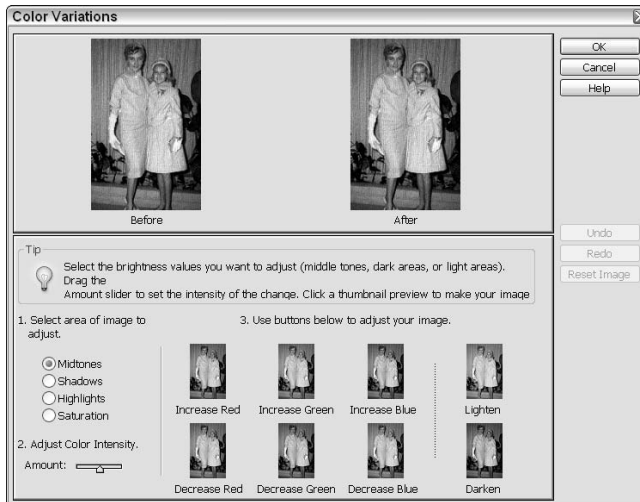 Color Variations
OK
Cancel
Help
Before
After
Undo
Redo
Reset Image
Tip
Select the brightness values you want to adjust (middle tones, dark areas, or light areas).
Drag the
Amount slider to set the intensity of the change. Click a thumbnail preview to make your image
1. Select area of image to
adjust.
Midtones
Shadows
Highlights
Saturation
2. Adjust Color Intensity.
Amount:
3. Use buttons below to adjust your image.
Increase Red
Increase Green
Increase Blue
Lighten
Decrease Red
Decrease Green
Decrease Blue
Darken